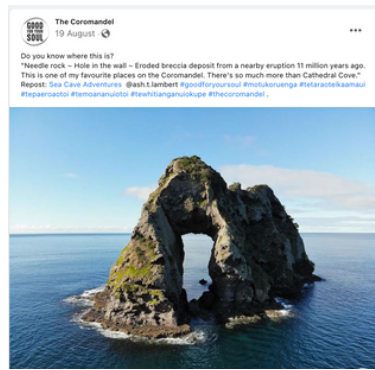 GOOD
FOR YOUR
SOUL
The Coromandel
19 August ·
Do you know where this is?
"Needle rock ~ Hole in the wall ~ Eroded breccia deposit from a nearby eruption 11 million years ago.
This is one of my favourite places on the Coromandel. There's so much more than Cathedral Cove."
Repost: Sea Cave Adventures @ash.t.lambert #goodforyoursoul #motukoruenga #tetaraoteikaamaui
#tepaeroaotoi #temoananuiotoi #tewhitianganuiokupe #thecoromandel .